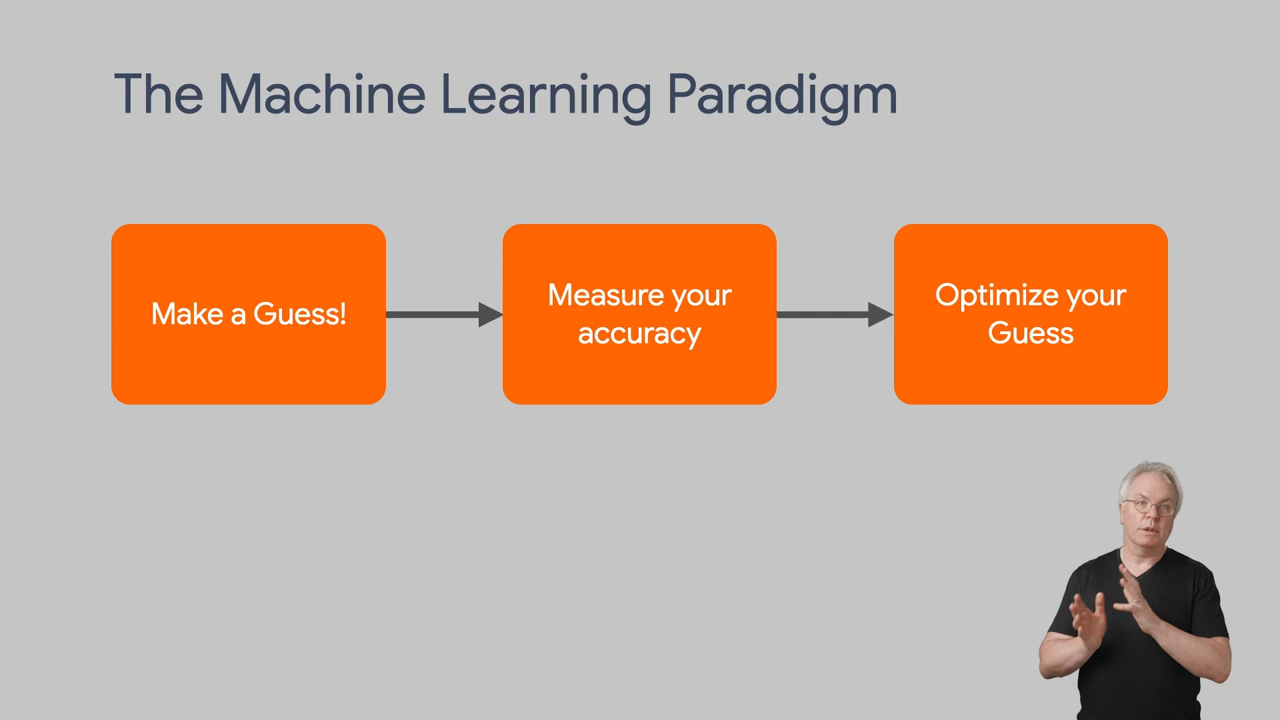 The Machine Learning Paradigm
Make a Guess!
Measure your
accuracy
Optimize your
Guess